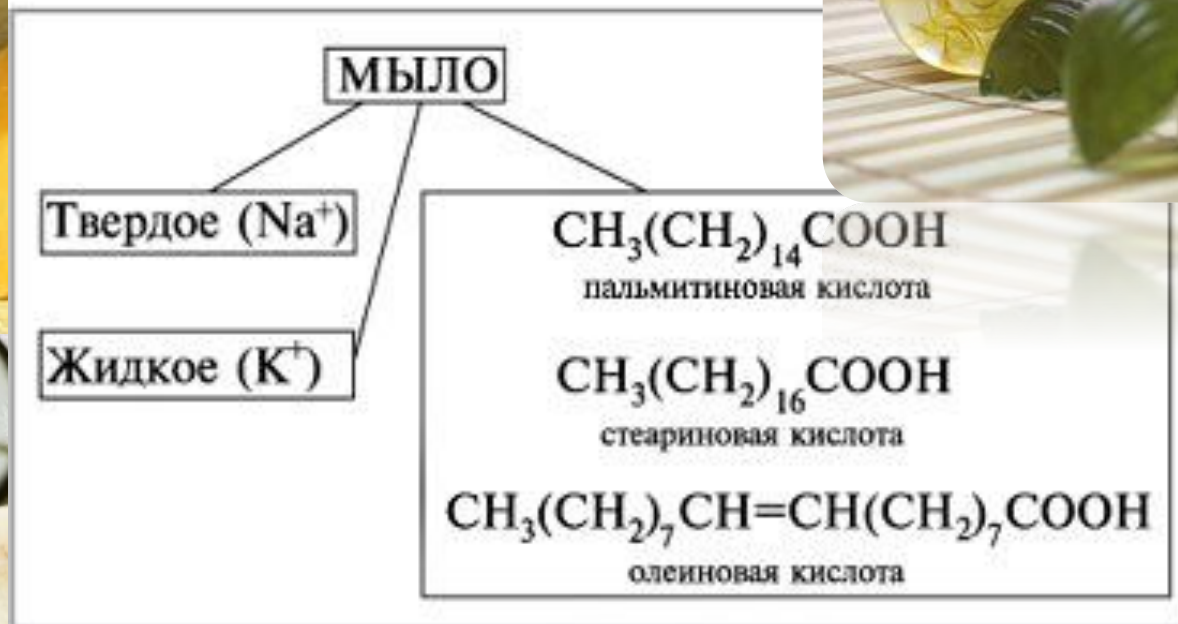 МЫЛО
Твердое (Na⁺)
Жидкое (K⁺)
CH₃(CH₂)₁₄COOH
пальмитиновая кислота
CH₃(CH₂)₁₆COOH
стеариновая кислота
CH₃(CH₂)₇CH=CH(CH₂)₇COOH
олеиновая кислота